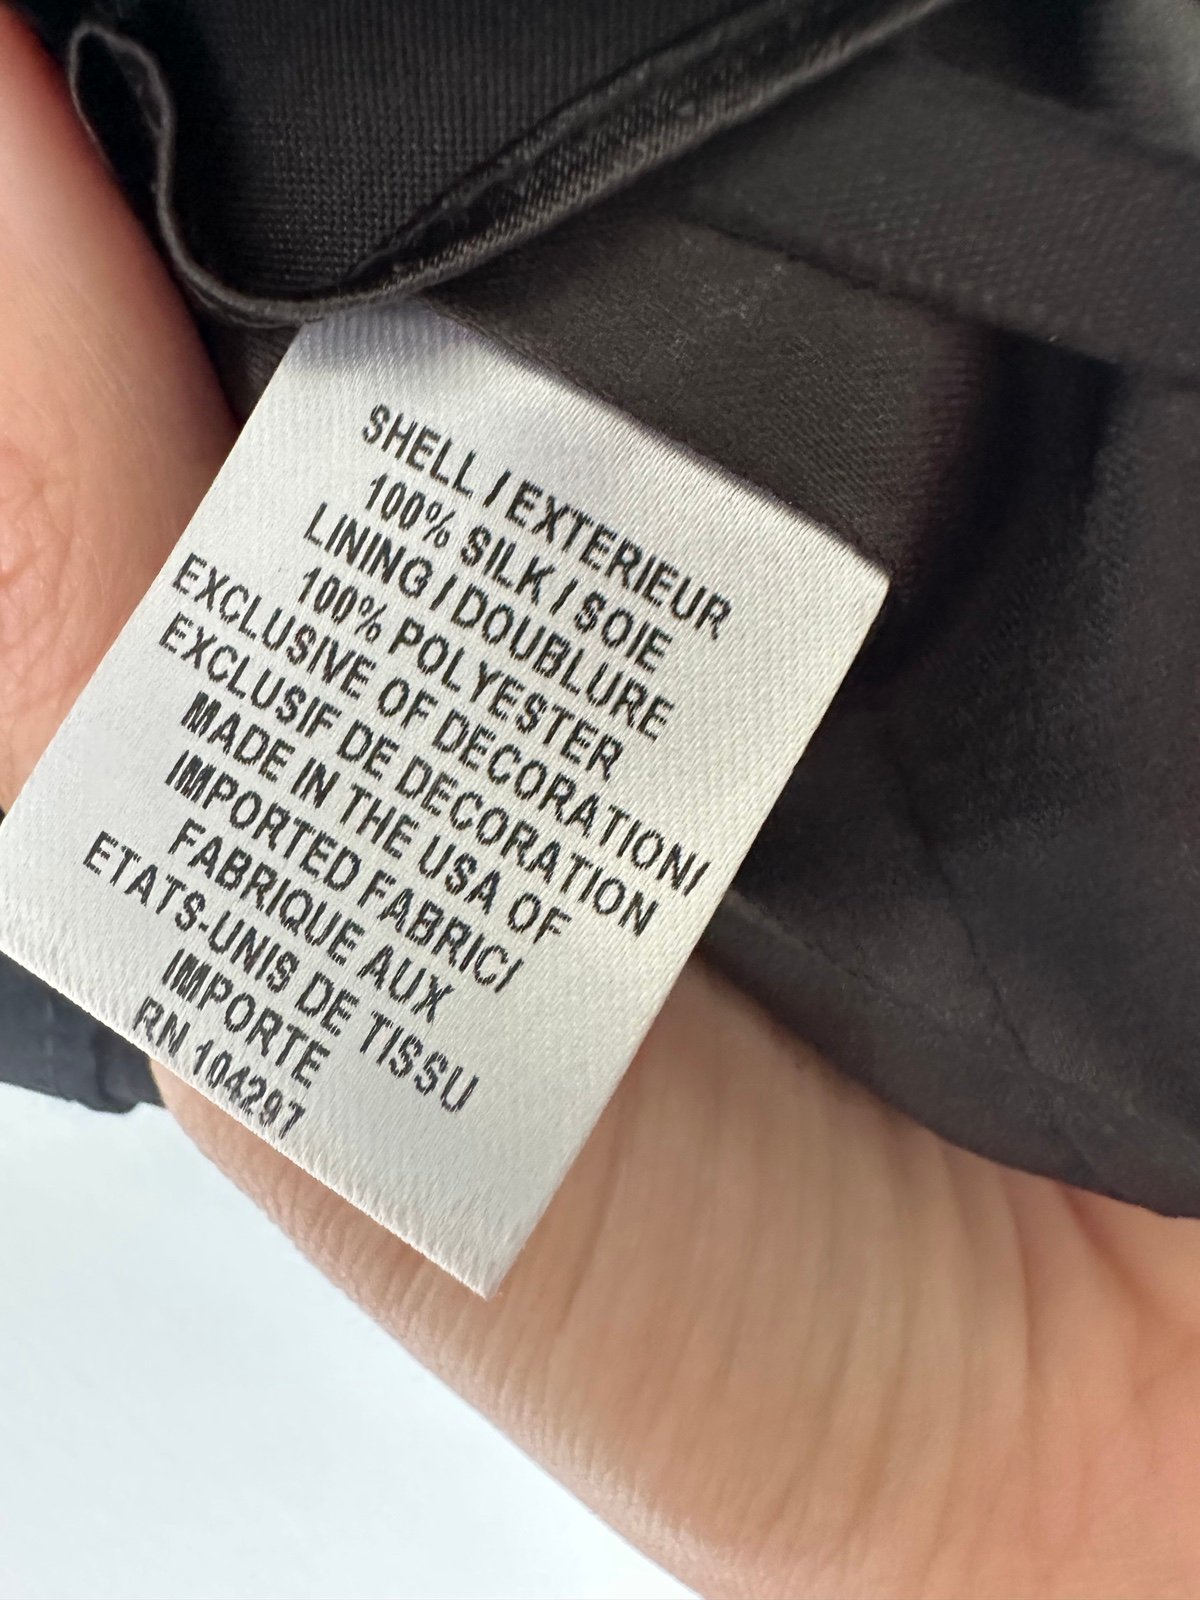 SHELL / EXTERIEUR
100% SILK / SOIE
LINING / DOUBLURE
100% POLYESTER
EXCLUSIVE OF DECORATION/
EXCLUSIF DE DECORATION
MADE IN THE USA OF
IMPORTED FABRIC/
FABRIQUE AUX
ETATS-UNIS DE TISSU
IMPORTE
RN 104297